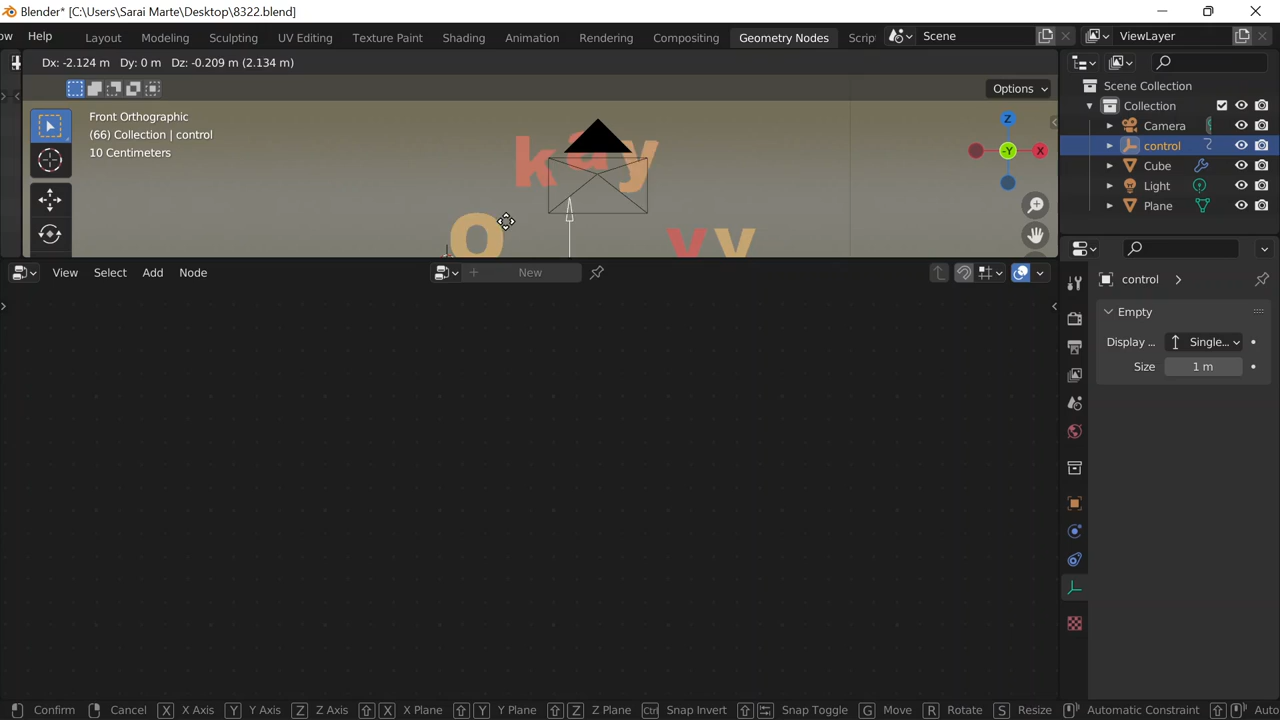 Blender* [C:\Users\Sarai Marte\Desktop\8322.blend]
ow Help Layout Modeling Sculpting UV Editing Texture Paint Shading Animation Rendering Compositing Geometry Nodes Scrip Scene ViewLayer
Dx: -2.124 m Dy: 0 m Dz: -0.209 m (2.134 m)
Options
Front Orthographic
(66) Collection | control
10 Centimeters
Z
-Y
X
kay
o
yy
Scene Collection
Collection
Camera
control
Cube
Light
Plane
View Select Add Node New
control
Empty
Display ... Single...
Size 1 m
Confirm Cancel X X Axis Y Y Axis Z Z Axis X X Plane Y Y Plane Z Z Plane Ctrl Snap Invert Snap Toggle G Move R Rotate S Resize Automatic Constraint Auto